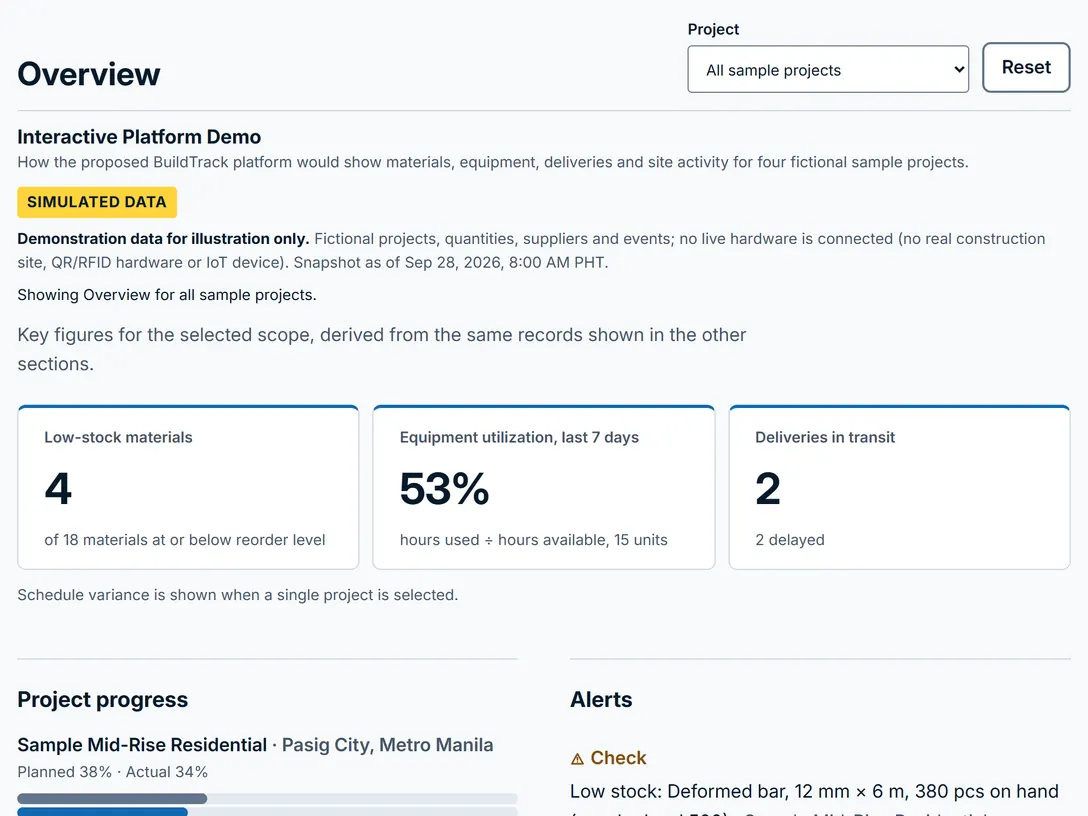 Project
Overview
All sample projects
Reset
Interactive Platform Demo
How the proposed BuildTrack platform would show materials, equipment, deliveries and site activity for four fictional sample projects.
SIMULATED DATA
Demonstration data for illustration only. Fictional projects, quantities, suppliers and events; no live hardware is connected (no real construction
site, QR/RFID hardware or IoT device). Snapshot as of Sep 28, 2026, 8:00 AM PHT.
Showing Overview for all sample projects.
Key figures for the selected scope, derived from the same records shown in the other
sections.
Low-stock materials
4
of 18 materials at or below reorder level
Equipment utilization, last 7 days
53%
hours used ÷ hours available, 15 units
Deliveries in transit
2
2 delayed
Schedule variance is shown when a single project is selected.
Project progress
Sample Mid-Rise Residential · Pasig City, Metro Manila
Planned 38% · Actual 34%
Alerts
⚠ Check
Low stock: Deformed bar, 12 mm × 6 m, 380 pcs on hand